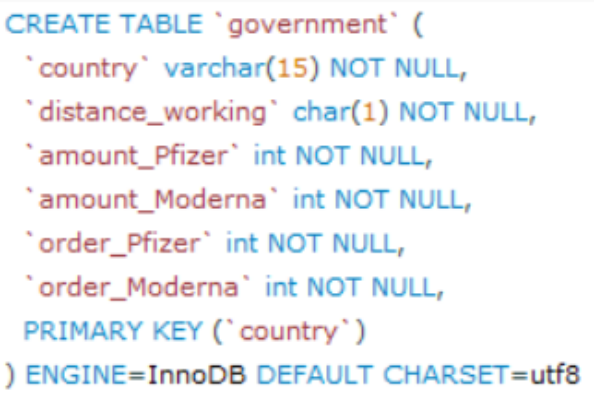 CREATE TABLE `government` (
`country` varchar(15) NOT NULL,
`distance_working` char(1) NOT NULL,
`amount_Pfizer` int NOT NULL,
`amount_Moderna` int NOT NULL,
`order_Pfizer` int NOT NULL,
`order_Moderna` int NOT NULL,
PRIMARY KEY (`country`)
) ENGINE=InnoDB DEFAULT CHARSET=utf8